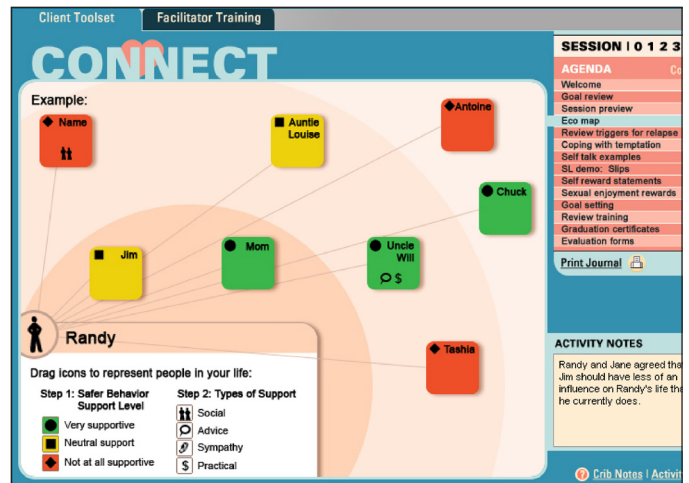 Client Toolset
Facilitator Training
CONNECT
Example:
Name
Auntie
Louise
Antoine
Chuck
Jim
Mom
Uncle
Will
$
Tashia
Randy
Drag icons to represent people in your life:
Step 1: Safer Behavior
Support Level
Very supportive
Neutral support
Not at all supportive
Step 2: Types of Support
Social
Advice
Sympathy
$ Practical
SESSION | 0 1 2 3
AGENDA Co
Welcome
Goal review
Session preview
Eco map
Review triggers for relapse
Coping with temptation
Self talk examples
SL demo: Slips
Self reward statements
Sexual enjoyment rewards
Goal setting
Review training
Graduation certificates
Evaluation forms
Print Journal
ACTIVITY NOTES
Randy and Jane agreed tha
Jim should have less of an
influence on Randy's life tha
he currently does.
? Crib Notes | Activit